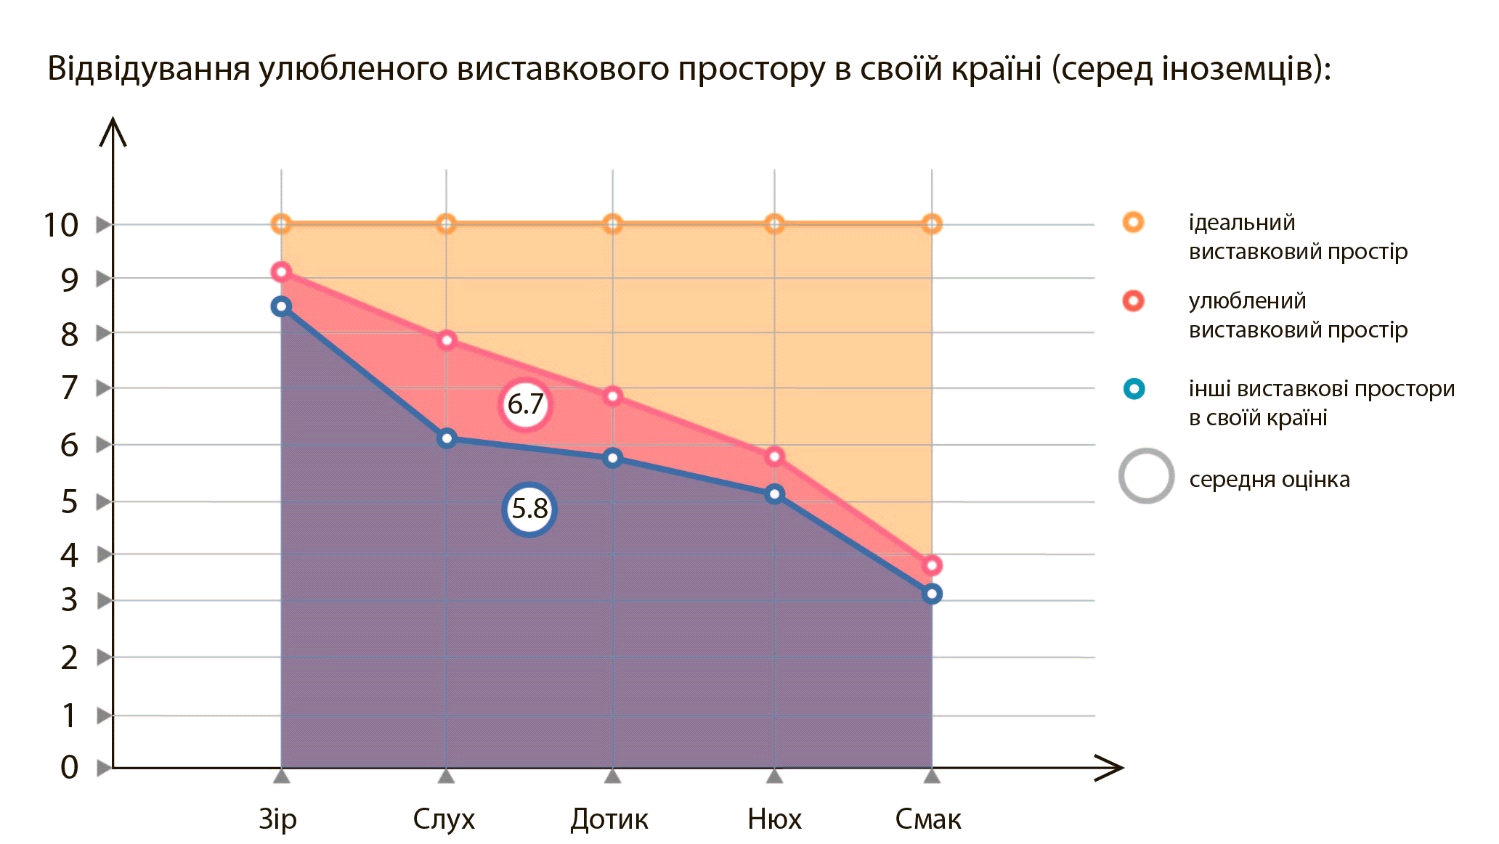 Відвідування улюбленого виставкового простору в своїй країні (серед іноземців):
10
9
8
7
6
5
4
3
2
1
0
6.7
5.8
Зір
Слух
Дотик
Нюх
Смак
ідеальний
виставковий простір
улюблений
виставковий простір
інші виставкові простори
в своїй країні
середня оцінка